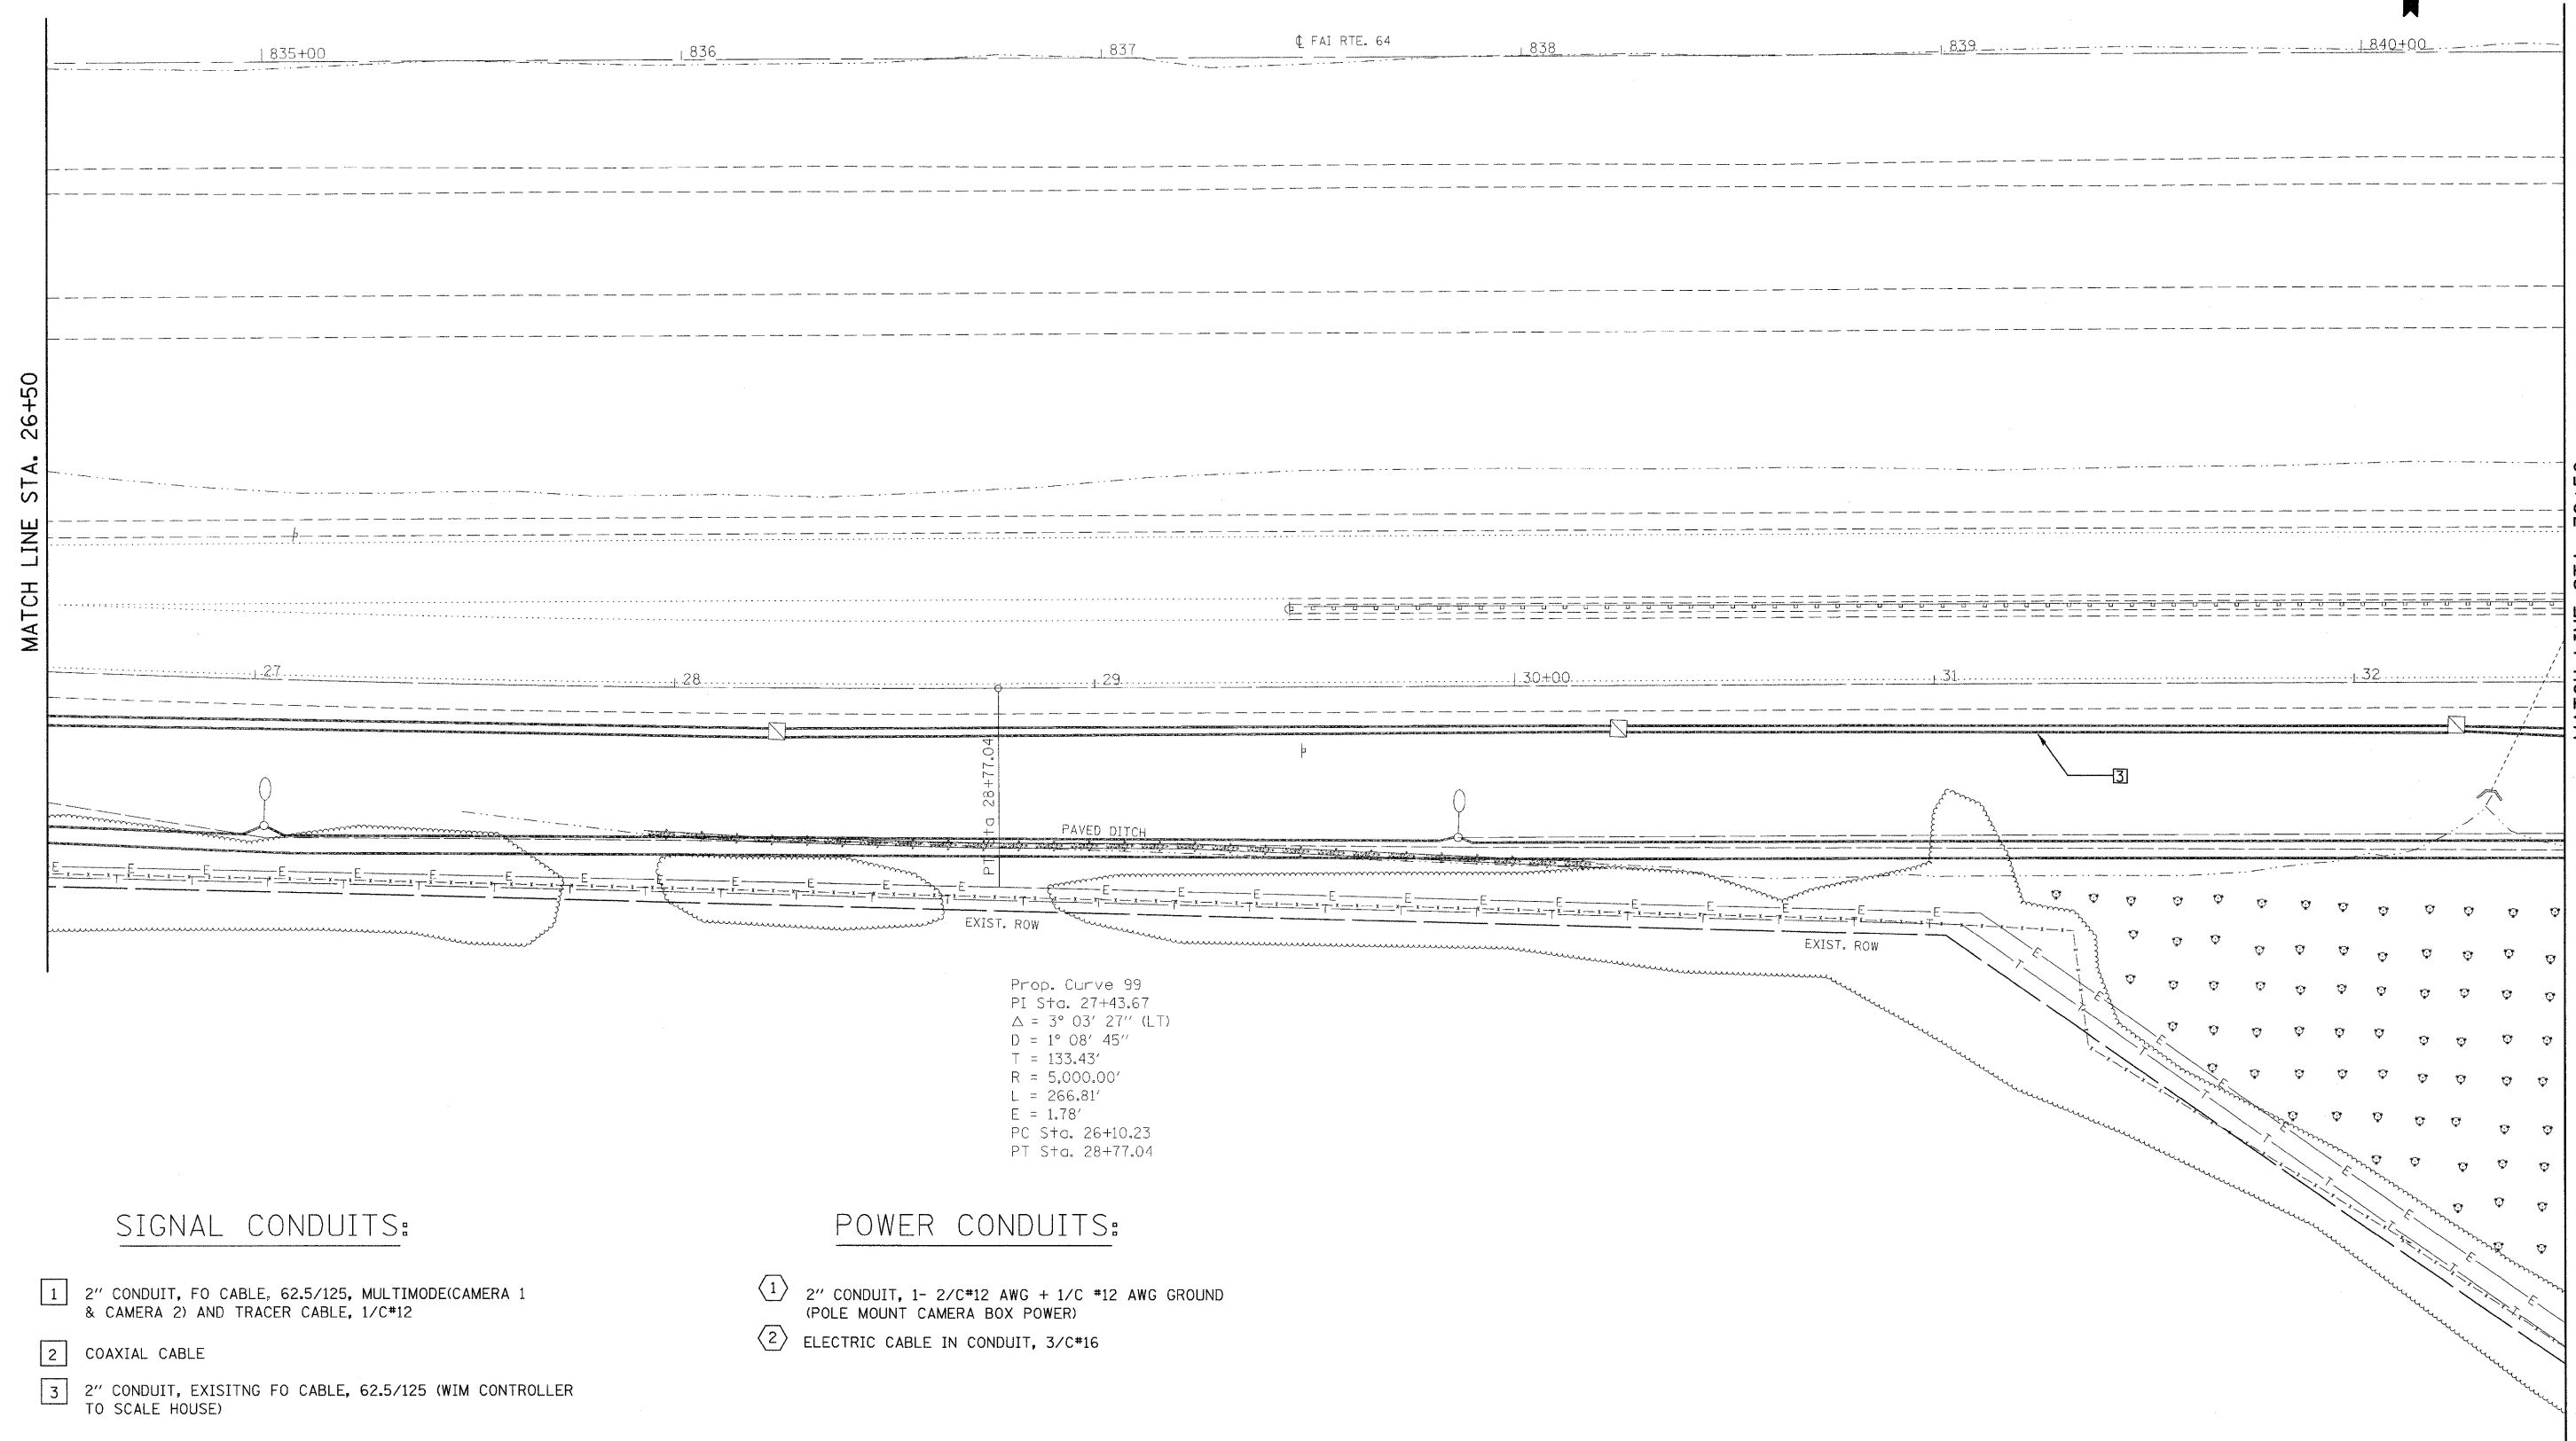 835+00 836 837 ℄ FAI RTE. 64 838 839 840+00
MATCH LINE STA. 26+50
27 28 29 30+00 31 32
PT Sta 28+77.04
3
PAVED DITCH
E E E E E E E E E E E E E E E E E E E E E E E E E
T T T T T T T T T T T T T T T T T T T T T T T T T
EXIST. ROW
EXIST. ROW
Prop. Curve 99
PI Sta. 27+43.67
Δ = 3° 03' 27" (LT)
D = 1° 08' 45"
T = 133.43'
R = 5,000.00'
L = 266.81'
E = 1.78'
PC Sta. 26+10.23
PT Sta. 28+77.04
SIGNAL CONDUITS:
1 2" CONDUIT, FO CABLE, 62.5/125, MULTIMODE(CAMERA 1
& CAMERA 2) AND TRACER CABLE, 1/C#12
2 COAXIAL CABLE
3 2" CONDUIT, EXISITNG FO CABLE, 62.5/125 (WIM CONTROLLER
TO SCALE HOUSE)
POWER CONDUITS:
1 2" CONDUIT, 1- 2/C#12 AWG + 1/C #12 AWG GROUND
(POLE MOUNT CAMERA BOX POWER)
2 ELECTRIC CABLE IN CONDUIT, 3/C#16